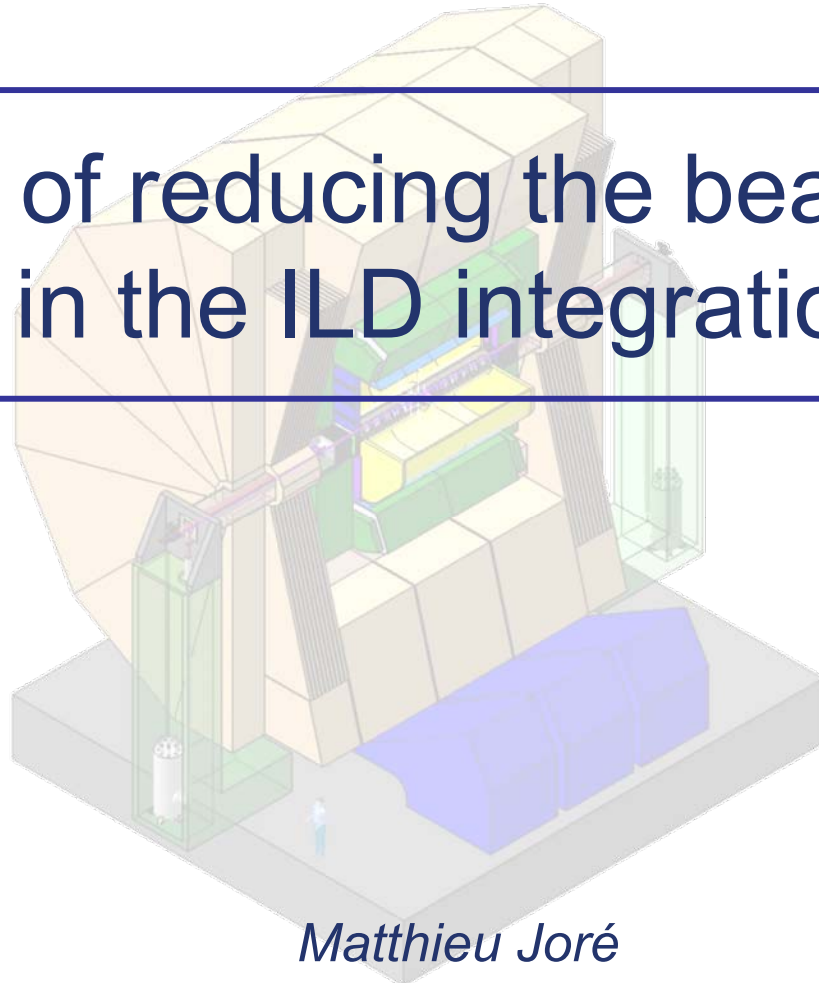 of reducing the bea
in the ILD integratio
Matthieu Joré